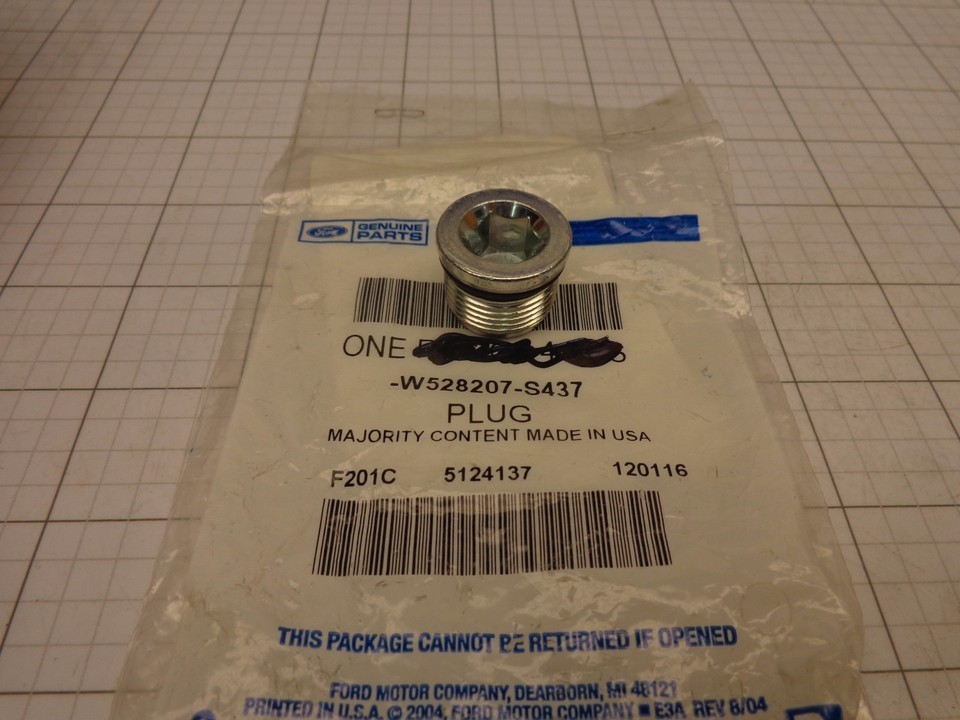 Ford GENUINE
PARTS
ONE
-W528207-S437
PLUG
MAJORITY CONTENT MADE IN USA
F201C 5124137 120116
THIS PACKAGE CANNOT BE RETURNED IF OPENED
FORD MOTOR COMPANY, DEARBORN, MI 48121
PRINTED IN U.S.A. © 2004, FORD MOTOR COMPANY ■ E3A REV 8/04